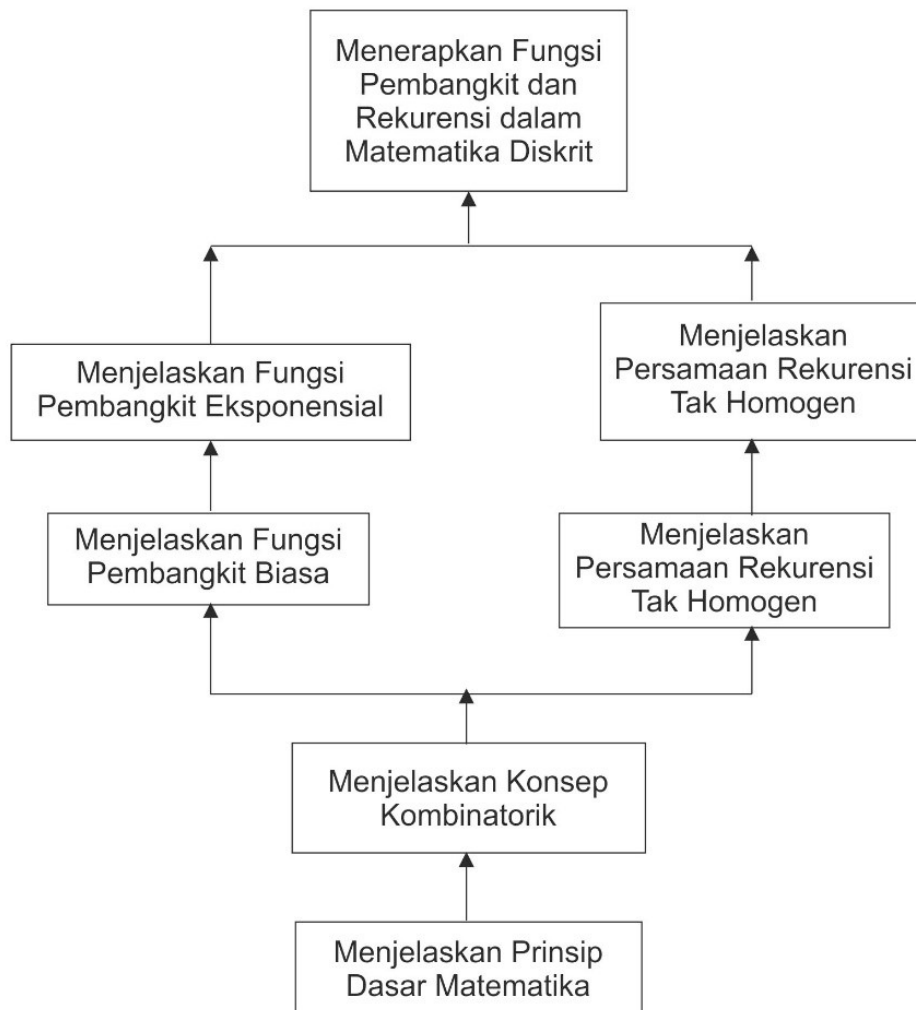 Menerapkan Fungsi
Pembangkit dan
Rekurensi dalam
Matematika Diskrit
Menjelaskan Fungsi
Pembangkit Eksponensial
Menjelaskan
Persamaan Rekurensi
Tak Homogen
Menjelaskan Fungsi
Pembangkit Biasa
Menjelaskan
Persamaan Rekurensi
Tak Homogen
Menjelaskan Konsep
Kombinatorik
Menjelaskan Prinsip
Dasar Matematika